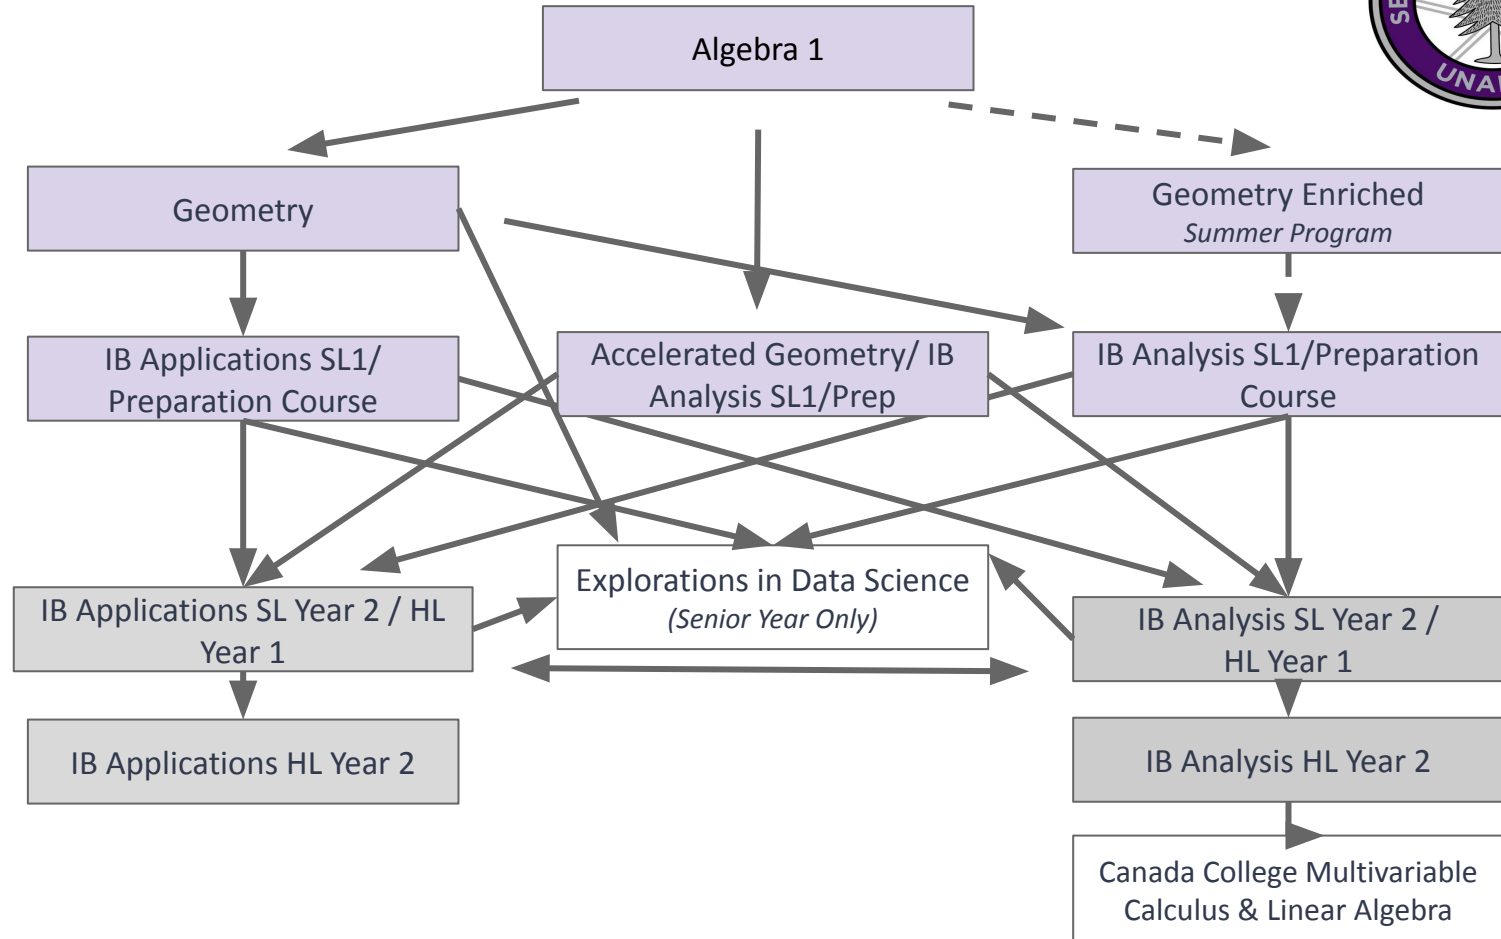 Algebra 1
SE
UNA
Geometry
Geometry Enriched
Summer Program
IB Applications SL1/
Preparation Course
Accelerated Geometry/ IB
Analysis SL1/Prep
IB Analysis SL1/Preparation
Course
Explorations in Data Science
(Senior Year Only)
IB Applications SL Year 2 / HL
Year 1
IB Analysis SL Year 2 /
HL Year 1
IB Applications HL Year 2
IB Analysis HL Year 2
Canada College Multivariable
Calculus & Linear Algebra